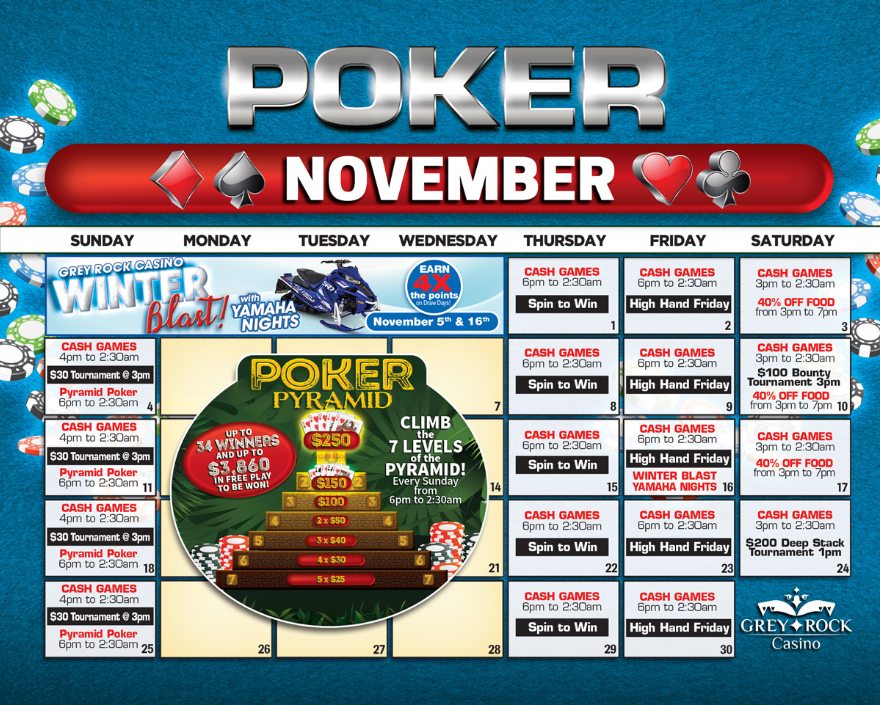 POKER
NOVEMBER
SUNDAY MONDAY TUESDAY WEDNESDAY THURSDAY FRIDAY SATURDAY
GREY ROCK CASINO
WINTER
Blast!
with
YAMAHA
NIGHTS
EARN
4X
the points
on Draw Days!
November 5th & 16th
CASH GAMES
6pm to 2:30am
Spin to Win
1
CASH GAMES
6pm to 2:30am
High Hand Friday
2
CASH GAMES
3pm to 2:30am
40% OFF FOOD
from 3pm to 7pm
3
CASH GAMES
4pm to 2:30am
$30 Tournament @ 3pm
Pyramid Poker
6pm to 2:30am
4
7
CASH GAMES
6pm to 2:30am
Spin to Win
8
CASH GAMES
6pm to 2:30am
High Hand Friday
9
CASH GAMES
3pm to 2:30am
$100 Bounty
Tournament 3pm
40% OFF FOOD
from 3pm to 7pm
10
CASH GAMES
4pm to 2:30am
$30 Tournament @ 3pm
Pyramid Poker
6pm to 2:30am
11
14
CASH GAMES
6pm to 2:30am
Spin to Win
15
CASH GAMES
6pm to 2:30am
High Hand Friday
WINTER BLAST
YAMAHA NIGHTS
16
CASH GAMES
3pm to 2:30am
40% OFF FOOD
from 3pm to 7pm
17
CASH GAMES
4pm to 2:30am
$30 Tournament @ 3pm
Pyramid Poker
6pm to 2:30am
18
21
CASH GAMES
6pm to 2:30am
Spin to Win
22
CASH GAMES
6pm to 2:30am
High Hand Friday
23
CASH GAMES
3pm to 2:30am
$200 Deep Stack
Tournament 1pm
24
CASH GAMES
4pm to 2:30am
$30 Tournament @ 3pm
Pyramid Poker
6pm to 2:30am
25
26
27
28
CASH GAMES
6pm to 2:30am
Spin to Win
29
CASH GAMES
6pm to 2:30am
High Hand Friday
30
POKER
PYRAMID
UP TO
34 WINNERS
AND UP TO
$3,860
IN FREE PLAY
TO BE WON!
CLIMB
the
7 LEVELS
of the
PYRAMID!
Every Sunday
from
6pm to 2:30am
$250
2 $150 2
3 $100 3
4 2 x $50 4
5 3 x $40 5
6 4 x $30 6
7 5 x $25 7
GREY ROCK
Casino